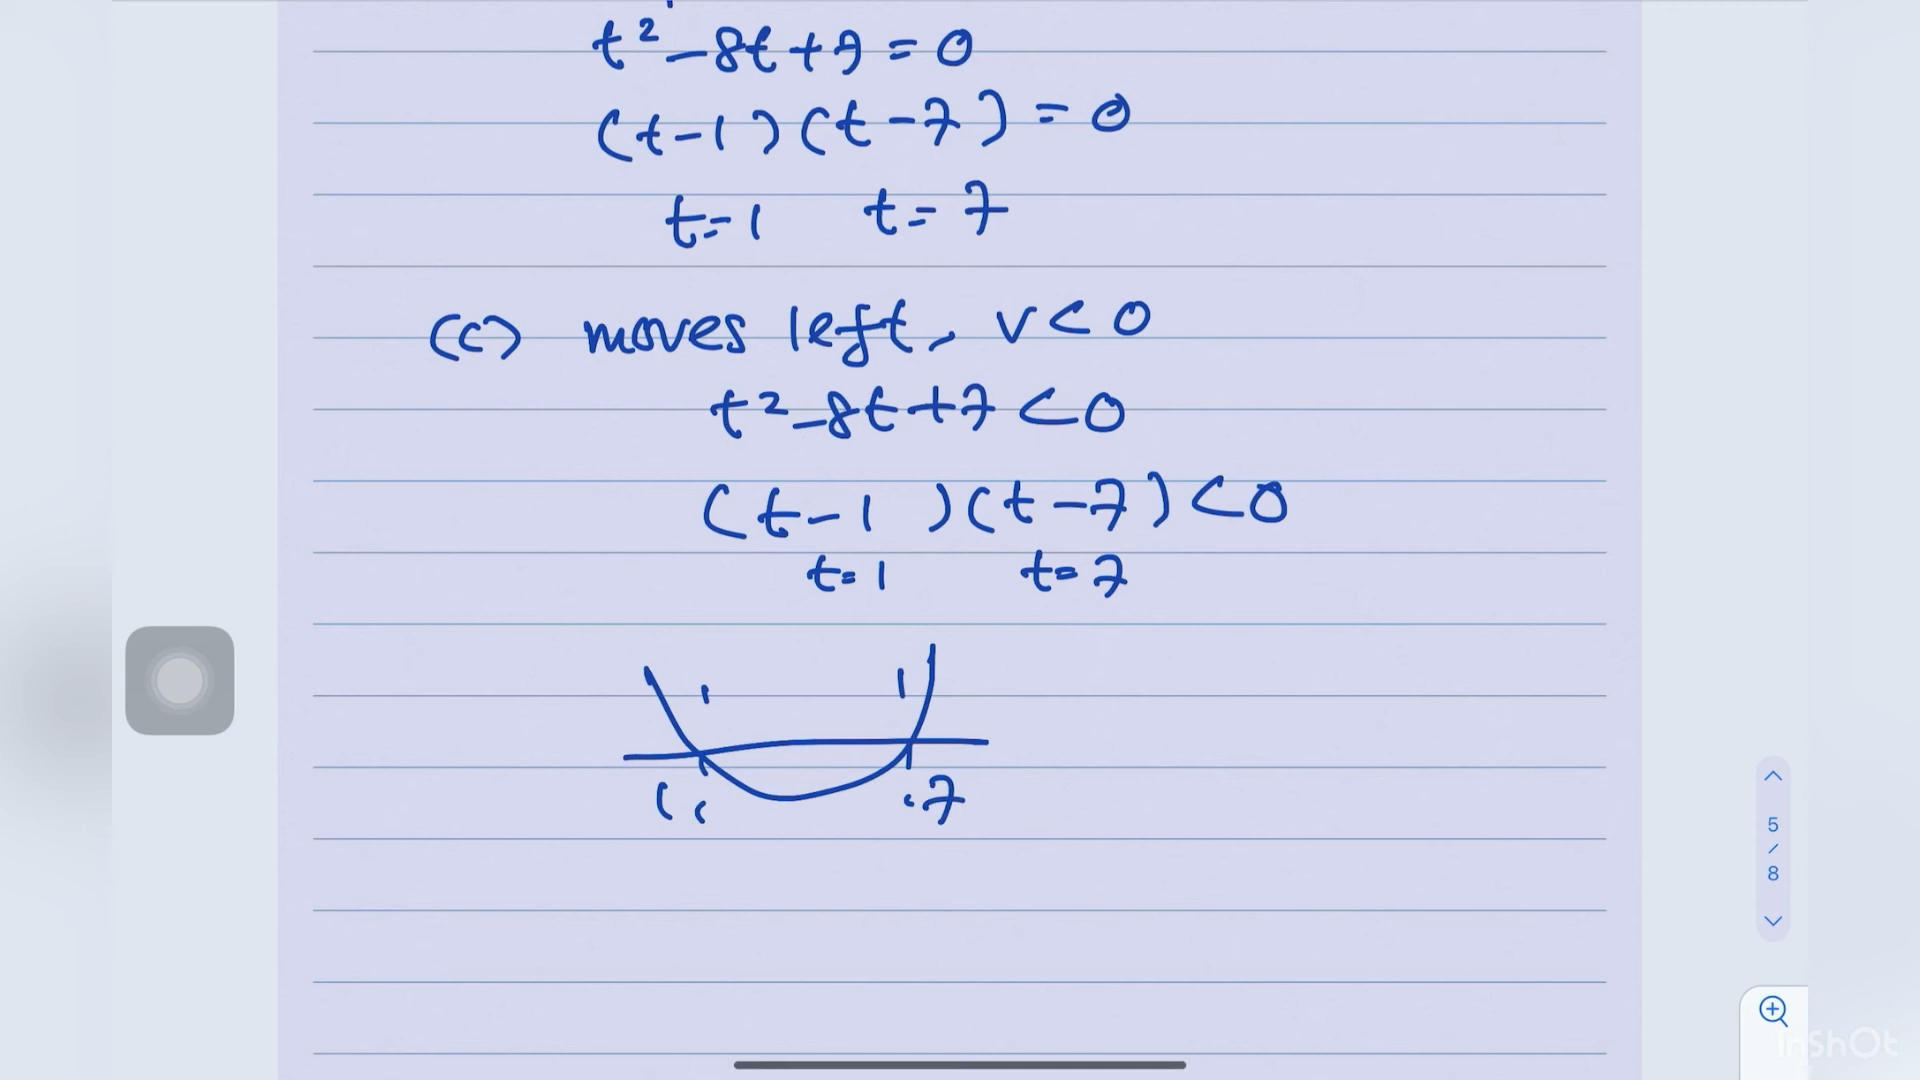 t²-8t+7=0
(t-1)(t-7)=0
t=1 t=7
(c) moves left, v<0
t²-8t+7<0
(t-1)(t-7)<0
t=1 t=7
7
5
/
8
InShOt